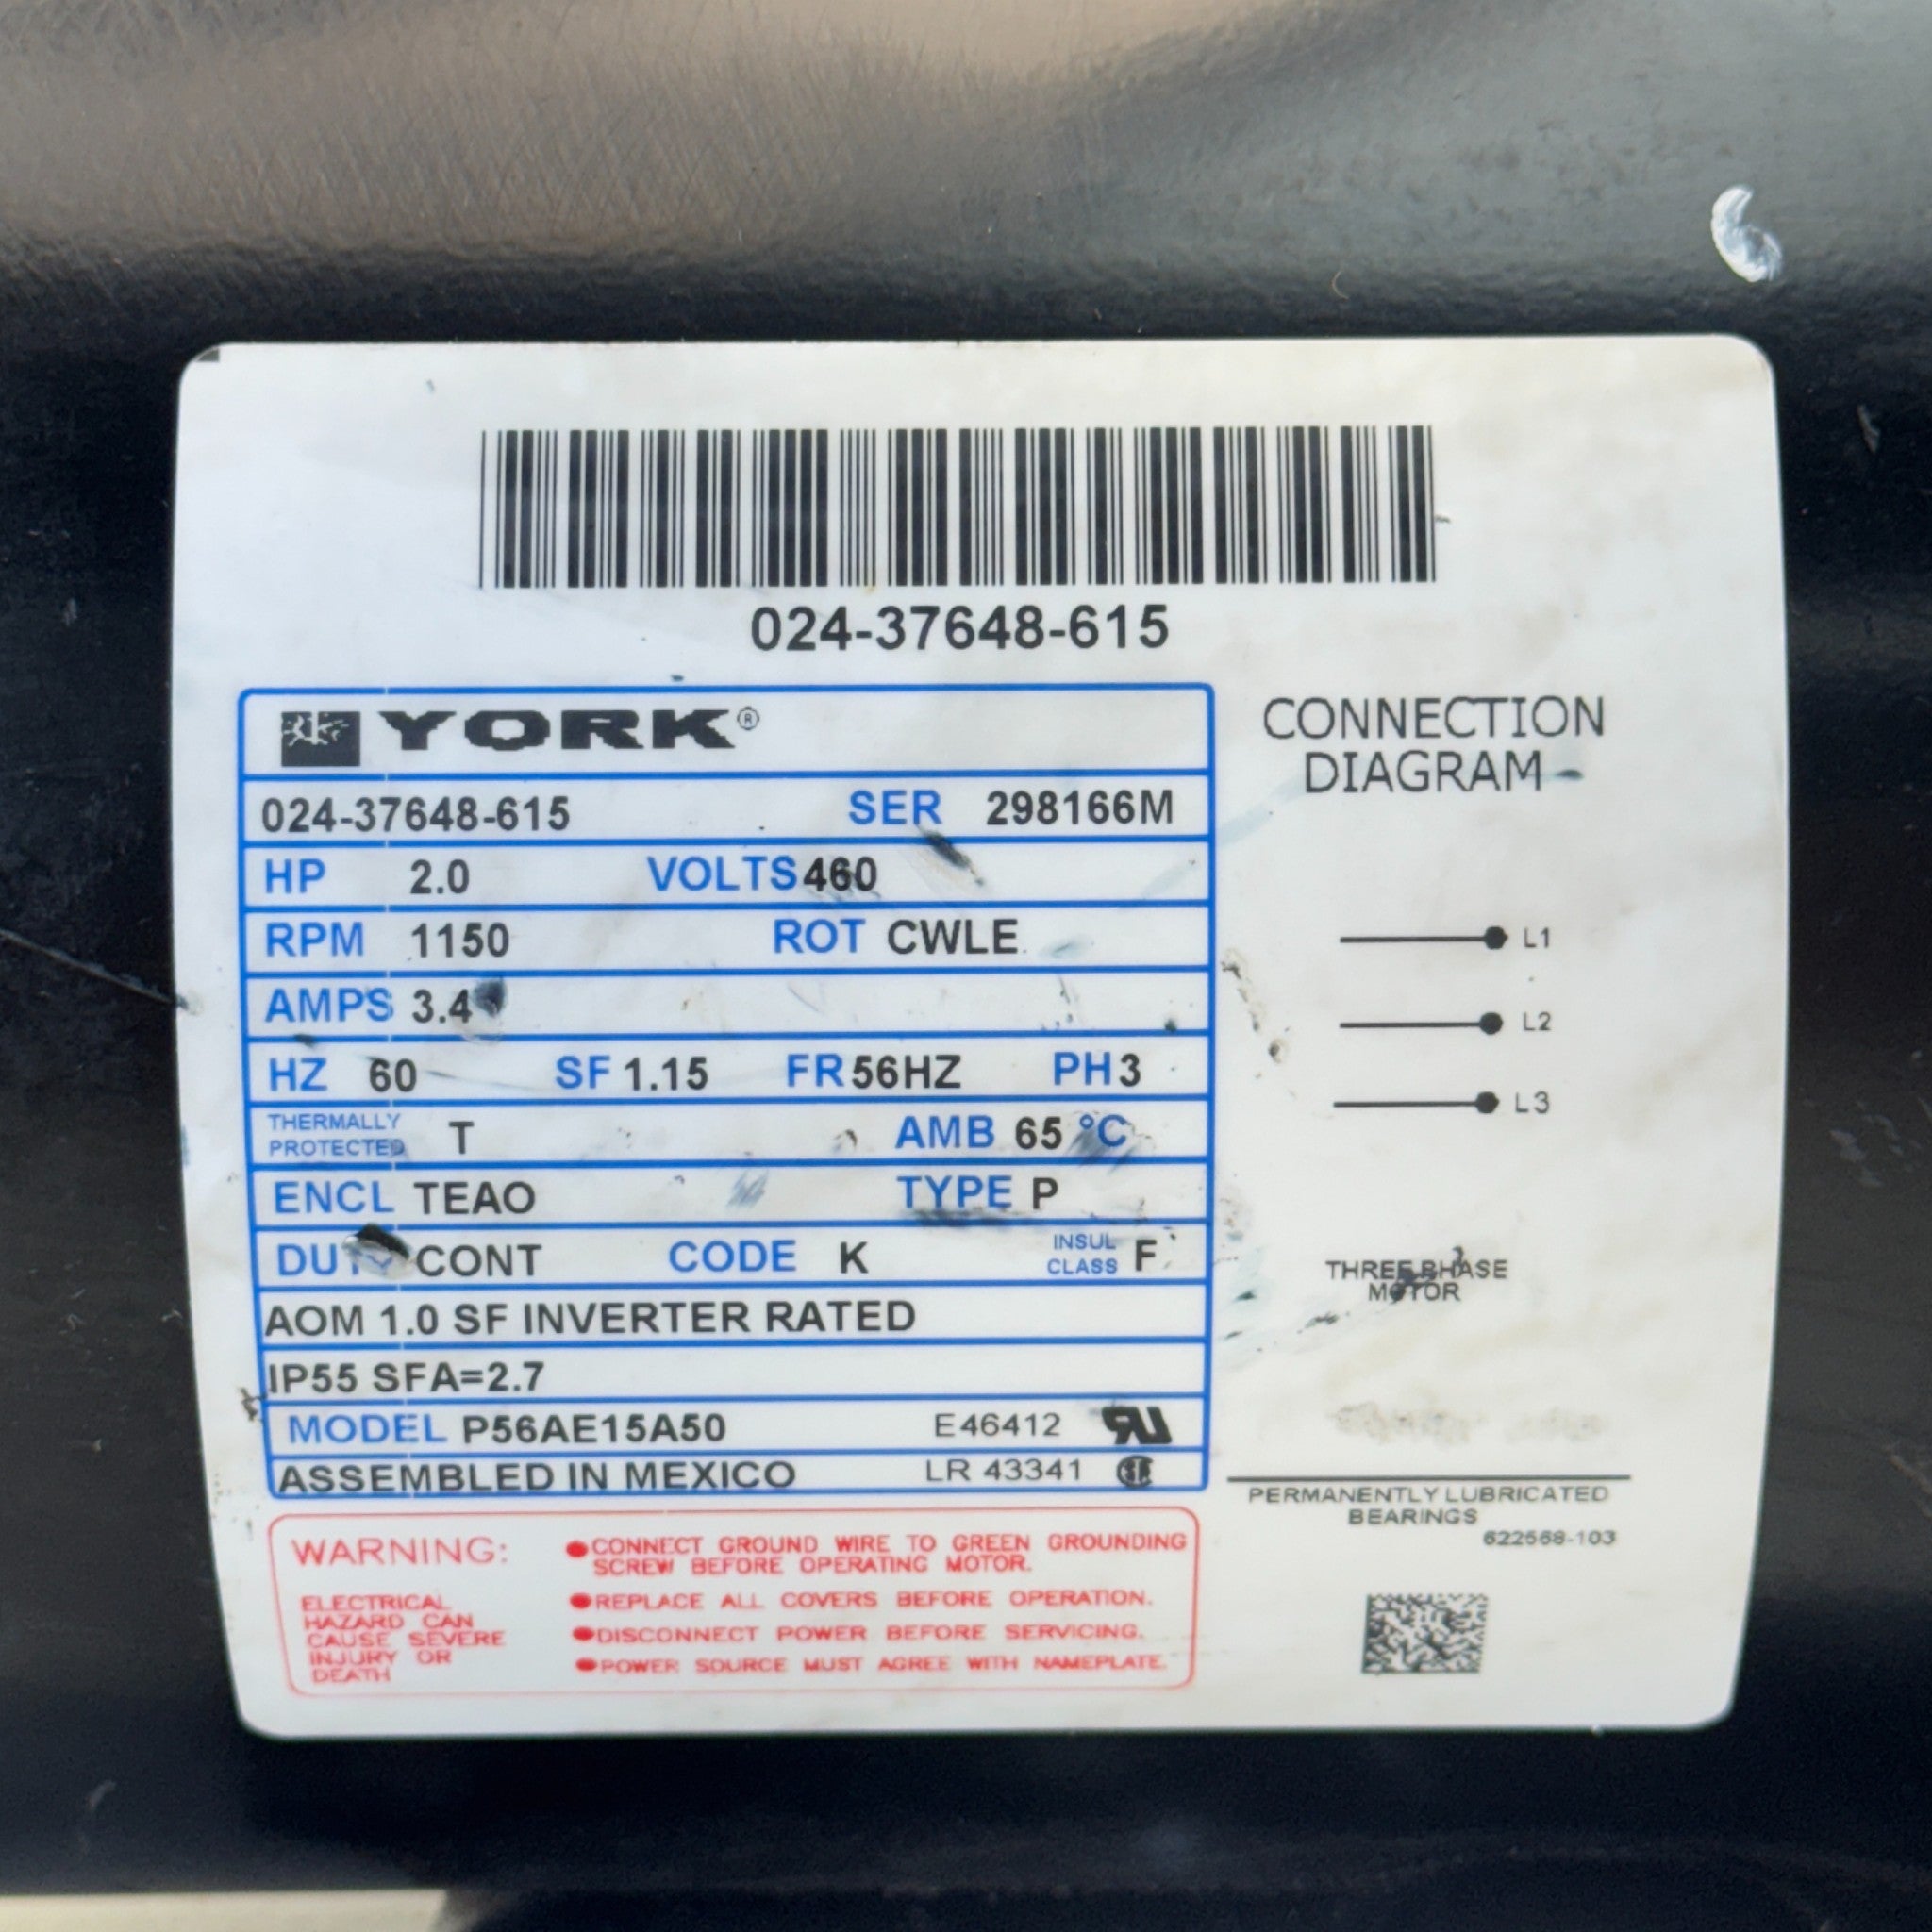 024-37648-615
YORK®
024-37648-615 SER 298166M
HP 2.0 VOLTS 460
RPM 1150 ROT CWLE
AMPS 3.4
HZ 60 SF 1.15 FR 56HZ PH 3
THERMALLY
PROTECTED T AMB 65 °C
ENCL TEAO TYPE P
DUTY CONT CODE K INSUL
CLASS F
AOM 1.0 SF INVERTER RATED
IP55 SFA=2.7
MODEL P56AE15A50 E46412
ASSEMBLED IN MEXICO LR 43341
CONNECTION
DIAGRAM
L1
L2
L3
THREE PHASE
MOTOR
PERMANENTLY LUBRICATED
BEARINGS
622568-103
WARNING:
ELECTRICAL
HAZARD CAN
CAUSE SEVERE
INJURY OR
DEATH
●CONNECT GROUND WIRE TO GREEN GROUNDING
SCREW BEFORE OPERATING MOTOR.
●REPLACE ALL COVERS BEFORE OPERATION.
●DISCONNECT POWER BEFORE SERVICING.
●POWER SOURCE MUST AGREE WITH NAMEPLATE.